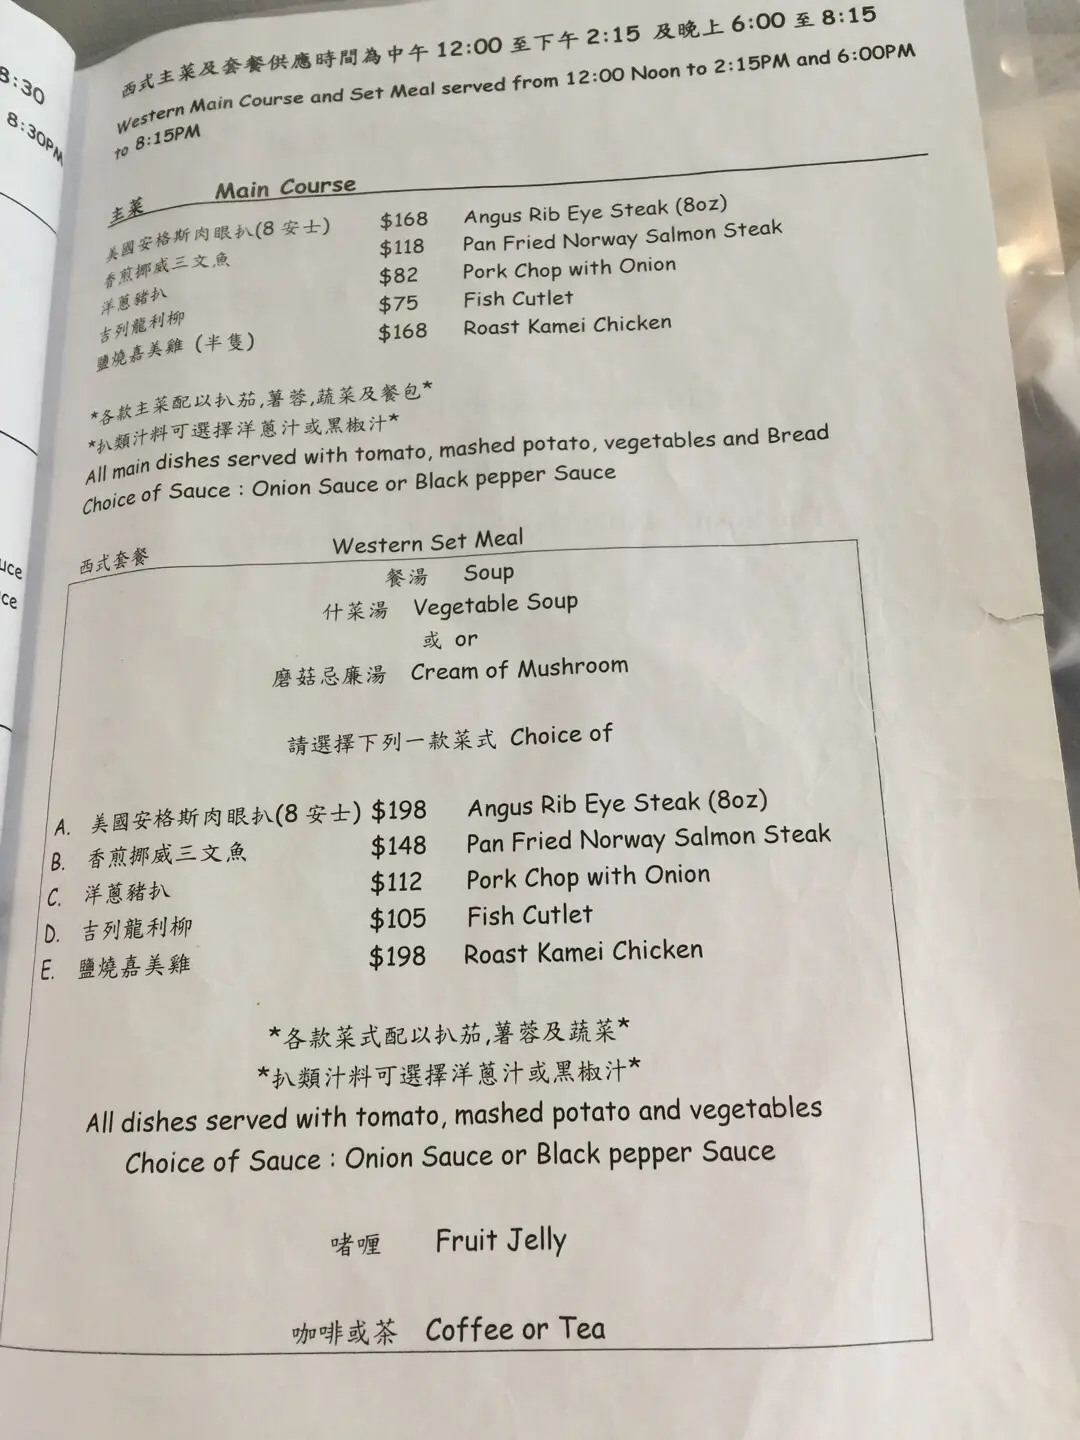 8:30
8:30PM
uce
ce
西式主菜及套餐供應時間為中午 12:00 至下午 2:15 及晚上 6:00 至 8:15
Western Main Course and Set Meal served from 12:00 Noon to 2:15PM and 6:00PM
to 8:15PM
主菜 Main Course
美國安格斯肉眼扒(8 安士) $168 Angus Rib Eye Steak (8oz)
香煎挪威三文魚 $118 Pan Fried Norway Salmon Steak
洋蔥豬扒 $82 Pork Chop with Onion
吉列龍利柳 $75 Fish Cutlet
鹽燒嘉美雞 (半隻) $168 Roast Kamei Chicken
*各款主菜配以扒茄,薯蓉,蔬菜及餐包*
*扒類汁料可選擇洋蔥汁或黑椒汁*
All main dishes served with tomato, mashed potato, vegetables and Bread
Choice of Sauce : Onion Sauce or Black pepper Sauce
西式套餐 Western Set Meal
餐湯 Soup
什菜湯 Vegetable Soup
或 or
磨菇忌廉湯 Cream of Mushroom
請選擇下列一款菜式 Choice of
A. 美國安格斯肉眼扒(8 安士) $198 Angus Rib Eye Steak (8oz)
B. 香煎挪威三文魚 $148 Pan Fried Norway Salmon Steak
C. 洋蔥豬扒 $112 Pork Chop with Onion
D. 吉列龍利柳 $105 Fish Cutlet
E. 鹽燒嘉美雞 $198 Roast Kamei Chicken
*各款菜式配以扒茄,薯蓉及蔬菜*
*扒類汁料可選擇洋蔥汁或黑椒汁*
All dishes served with tomato, mashed potato and vegetables
Choice of Sauce : Onion Sauce or Black pepper Sauce
啫喱 Fruit Jelly
咖啡或茶 Coffee or Tea